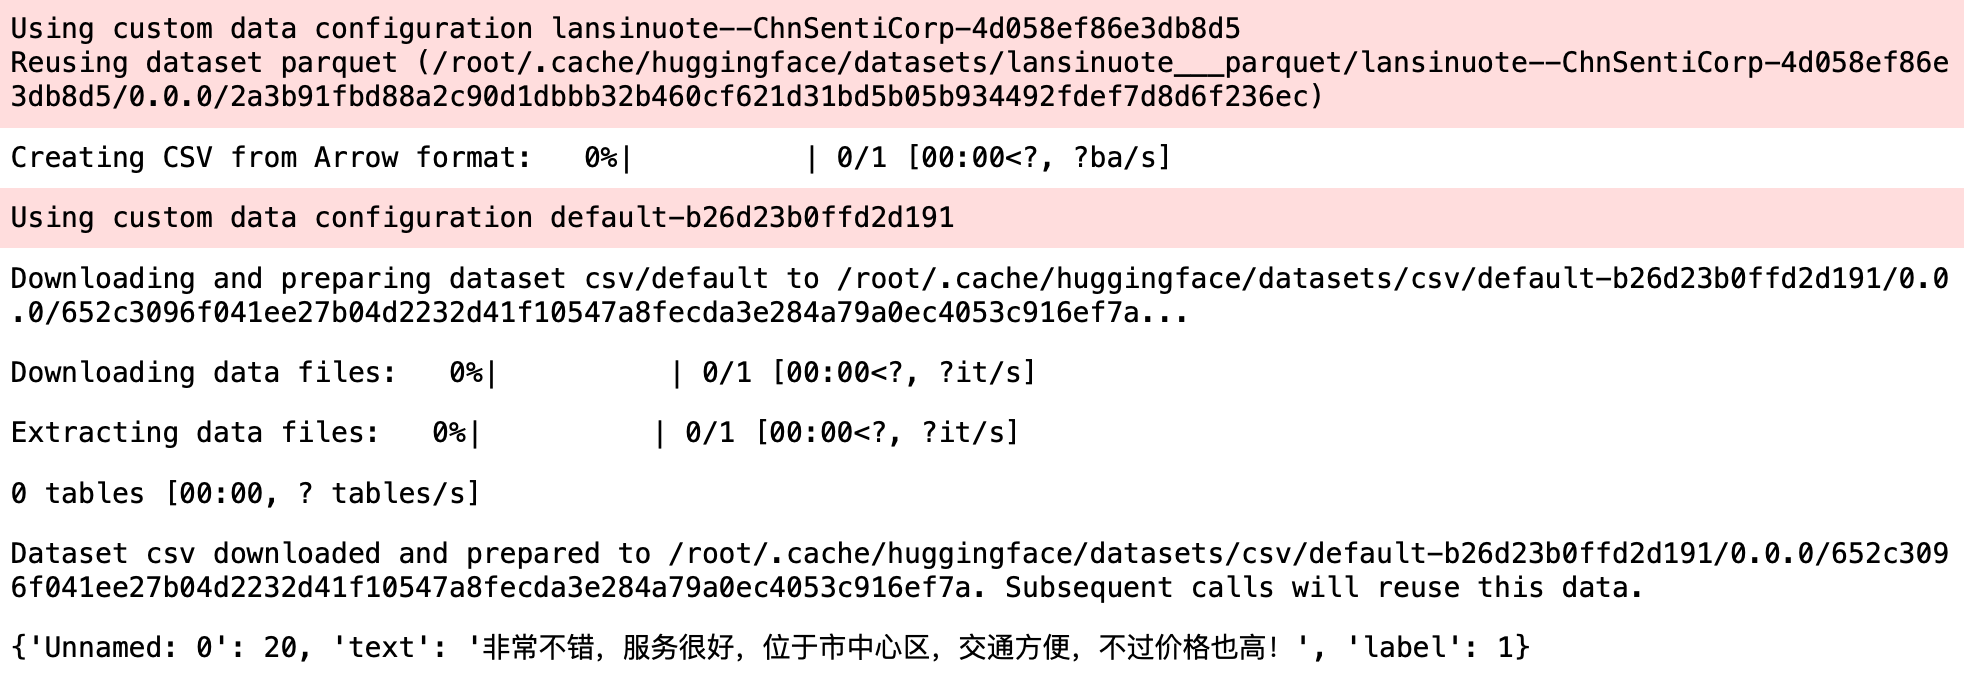 Using custom data configuration lansinuote--ChnSentiCorp-4d058ef86e3db8d5
Reusing dataset parquet (/root/.cache/huggingface/datasets/lansinuote___parquet/lansinuote--ChnSentiCorp-4d058ef86e
3db8d5/0.0.0/2a3b91fbd88a2c90d1dbbb32b460cf621d31bd5b05b934492fdef7d8d6f236ec)
Creating CSV from Arrow format:   0%|          | 0/1 [00:00<?, ?ba/s]
Using custom data configuration default-b26d23b0ffd2d191
Downloading and preparing dataset csv/default to /root/.cache/huggingface/datasets/csv/default-b26d23b0ffd2d191/0.0
.0/652c3096f041ee27b04d2232d41f10547a8fecda3e284a79a0ec4053c916ef7a...
Downloading data files:   0%|          | 0/1 [00:00<?, ?it/s]
Extracting data files:   0%|          | 0/1 [00:00<?, ?it/s]
0 tables [00:00, ? tables/s]
Dataset csv downloaded and prepared to /root/.cache/huggingface/datasets/csv/default-b26d23b0ffd2d191/0.0.0/652c309
6f041ee27b04d2232d41f10547a8fecda3e284a79a0ec4053c916ef7a. Subsequent calls will reuse this data.
{'Unnamed: 0': 20, 'text': '非常不错，服务很好，位于市中心区，交通方便，不过价格也高！', 'label': 1}